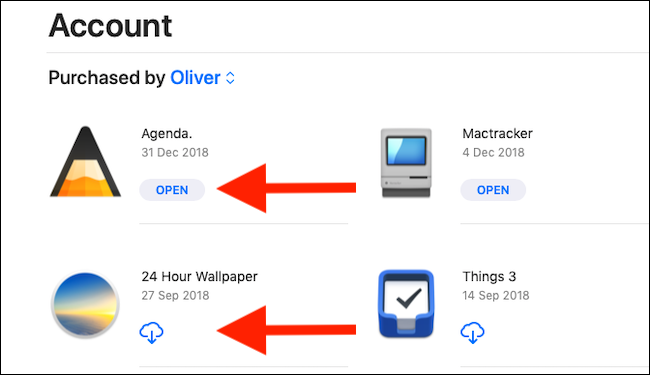 Account
Purchased by Oliver
Agenda.
31 Dec 2018
OPEN
Mactracker
4 Dec 2018
OPEN
24 Hour Wallpaper
27 Sep 2018
Things 3
14 Sep 2018